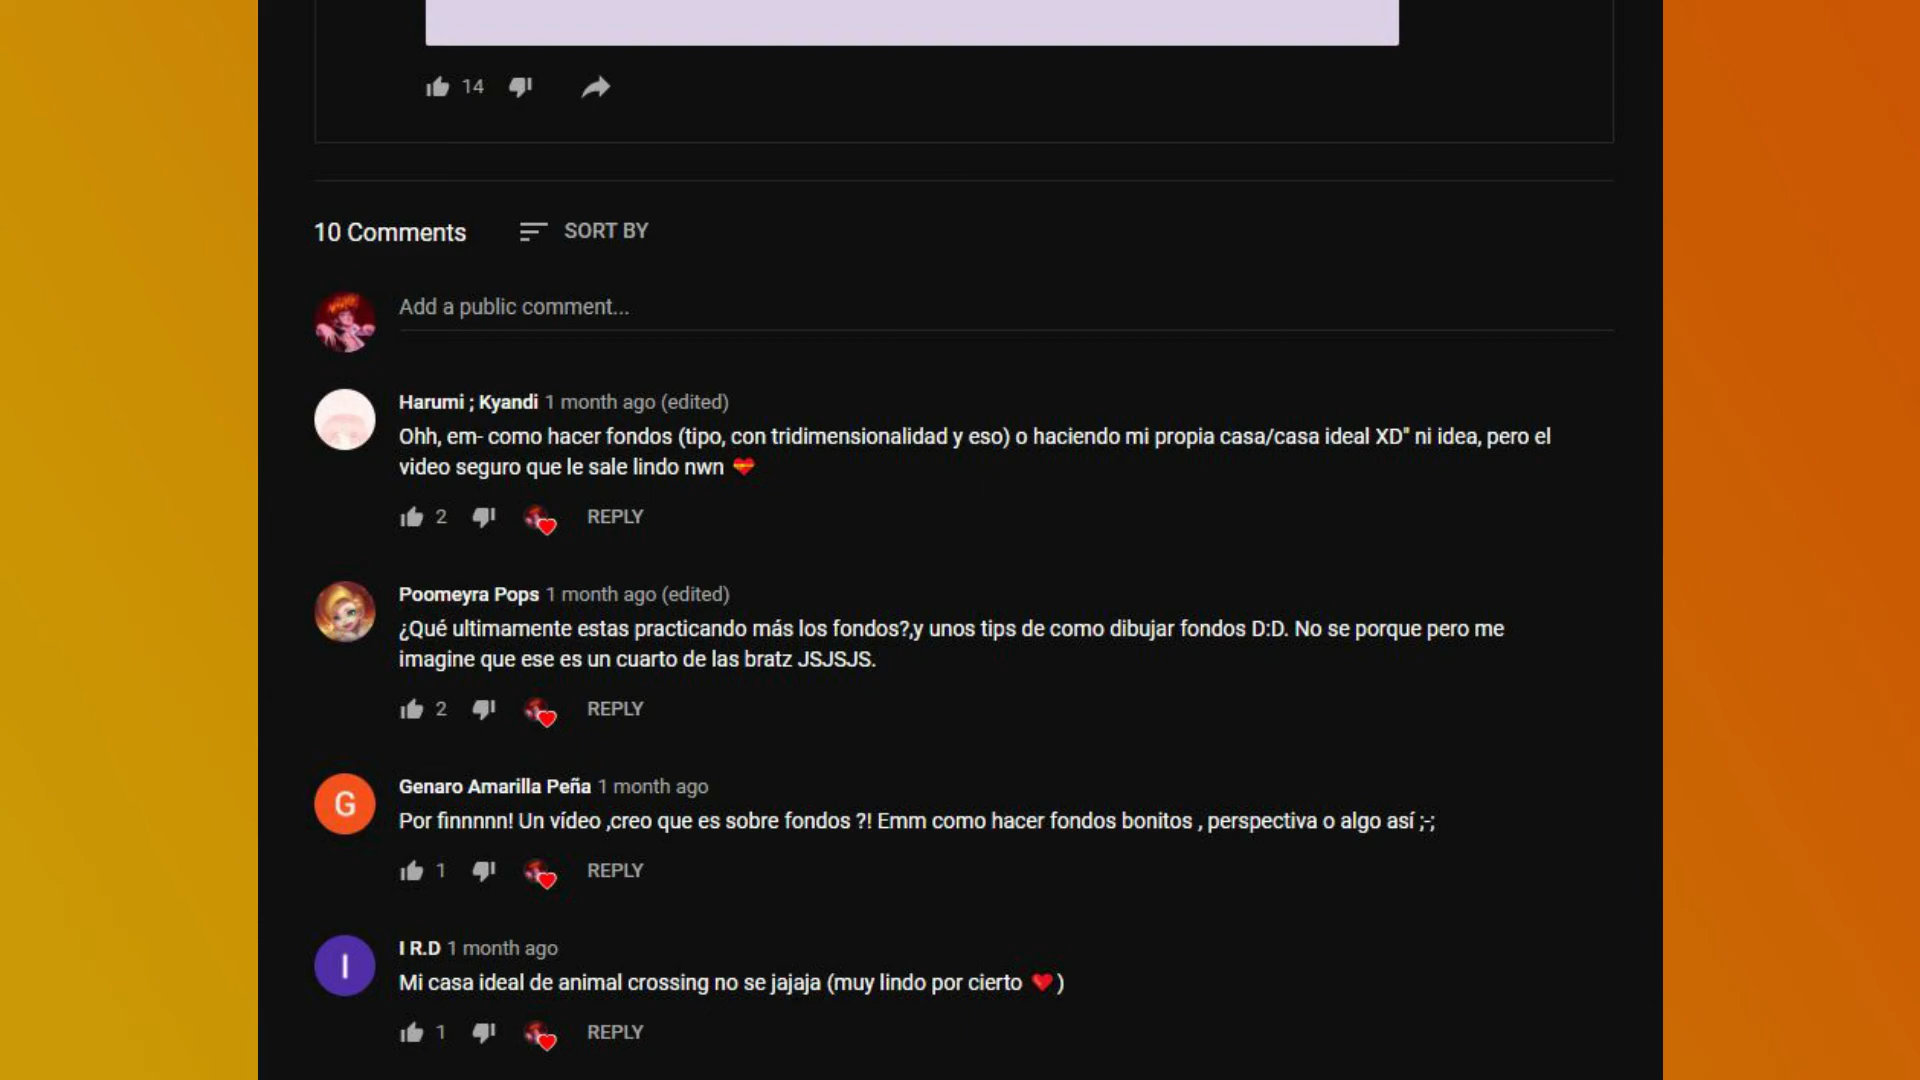 14
10 Comments SORT BY
Add a public comment...
Harumi ; Kyandi 1 month ago (edited)
Ohh, em- como hacer fondos (tipo, con tridimensionalidad y eso) o haciendo mi propia casa/casa ideal XD" ni idea, pero el
video seguro que le sale lindo nwn 💝
2 REPLY
Poomeyra Pops 1 month ago (edited)
¿Qué ultimamente estas practicando más los fondos?,y unos tips de como dibujar fondos D:D. No se porque pero me
imagine que ese es un cuarto de las bratz JSJSJS.
2 REPLY
G
Genaro Amarilla Peña 1 month ago
Por finnnnn! Un vídeo ,creo que es sobre fondos ?! Emm como hacer fondos bonitos , perspectiva o algo así ;-;
1 REPLY
I
I R.D 1 month ago
Mi casa ideal de animal crossing no se jajaja (muy lindo por cierto ❤)
1 REPLY